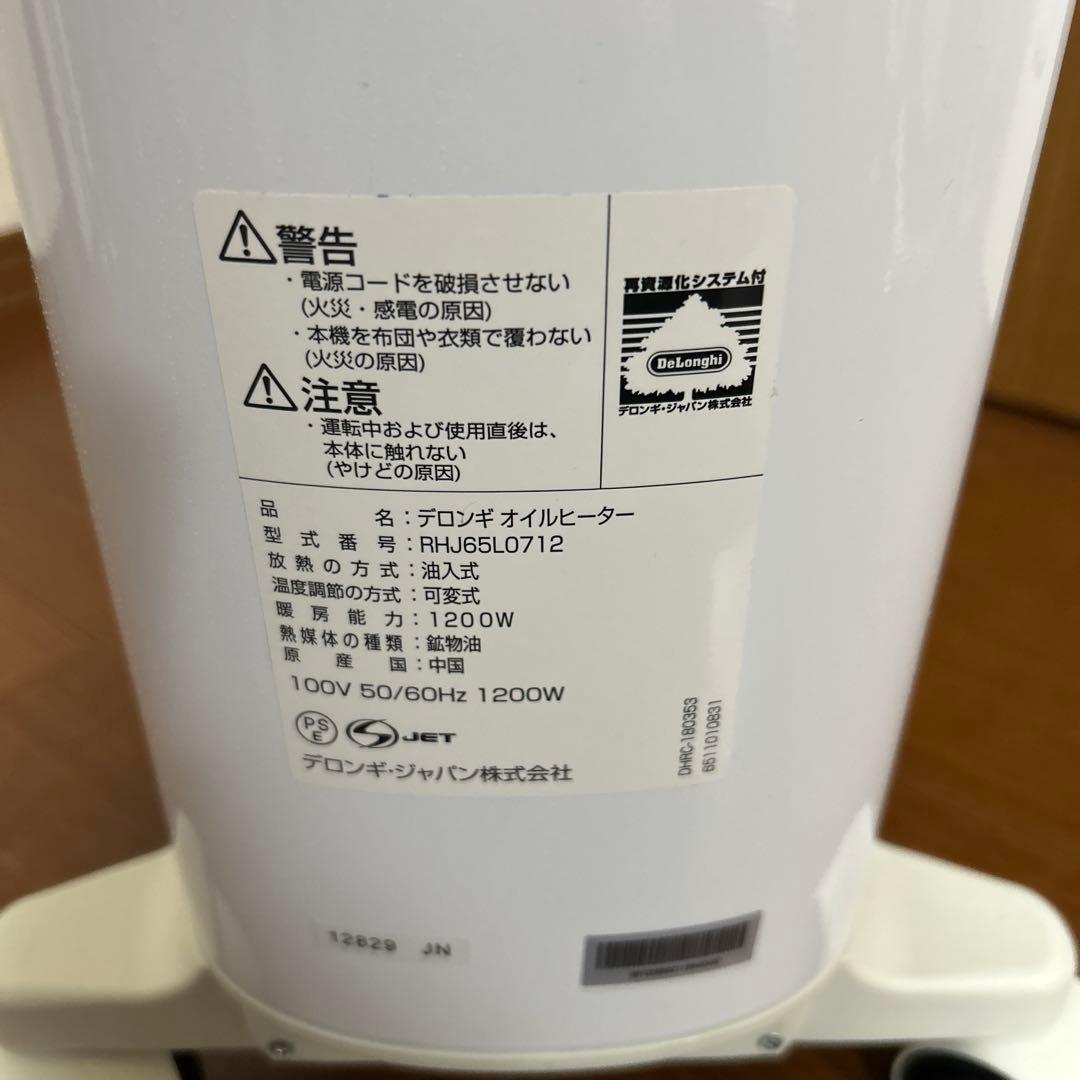 警告
・電源コードを破損させない
(火災・感電の原因)
・本機を布団や衣類で覆わない
(火災の原因)
注意
・運転中および使用直後は、
本体に触れない
(やけどの原因)
再資源化システム付
DeLonghi
デロンギ・ジャパン株式会社
品名：デロンギ オイルヒーター
型式番号：RHJ65L0712
放熱の方式：油入式
温度調節の方式：可変式
暖房能力：1200W
熱媒体の種類：鉱物油
原産国：中国
100V 50/60Hz 1200W
PS
E
JET
デロンギ・ジャパン株式会社
DHRC-180353
6511010831
12829 JN